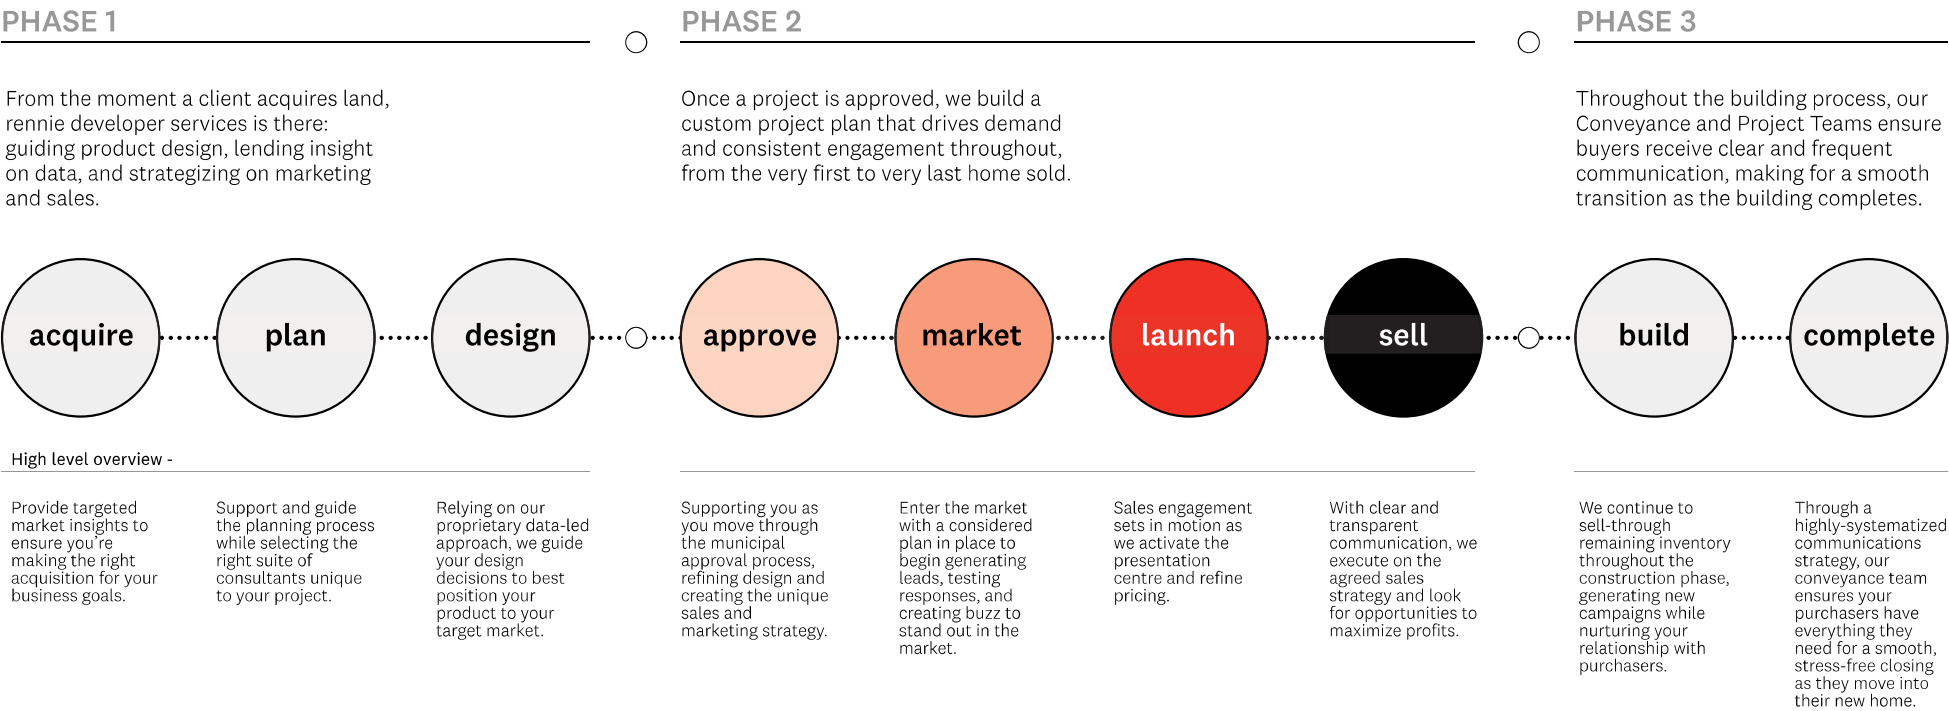 PHASE 1
From the moment a client acquires land,
rennie developer services is there:
guiding product design, lending insight
on data, and strategizing on marketing
and sales.
PHASE 2
Once a project is approved, we build a
custom project plan that drives demand
and consistent engagement throughout,
from the very first to very last home sold.
PHASE 3
Throughout the building process, our
Conveyance and Project Teams ensure
buyers receive clear and frequent
communication, making for a smooth
transition as the building completes.
acquire
plan
design
approve
market
launch
sell
build
complete
High level overview -
Provide targeted
market insights to
ensure you're
making the right
acquisition for your
business goals.
Support and guide
the planning process
while selecting the
right suite of
consultants unique
to your project.
Relying on our
proprietary data-led
approach, we guide
your design
decisions to best
position your
product to your
target market.
Supporting you as
you move through
the municipal
approval process,
refining design and
creating the unique
sales and
marketing strategy.
Enter the market
with a considered
plan in place to
begin generating
leads, testing
responses, and
creating buzz to
stand out in the
market.
Sales engagement
sets in motion as
we activate the
presentation
centre and refine
pricing.
With clear and
transparent
communication, we
execute on the
agreed sales
strategy and look
for opportunities to
maximize profits.
We continue to
sell-through
remaining inventory
throughout the
construction phase,
generating new
campaigns while
nurturing your
relationship with
purchasers.
Through a
highly-systematized
communications
strategy, our
conveyance team
ensures your
purchasers have
everything they
need for a smooth,
stress-free closing
as they move into
their new home.